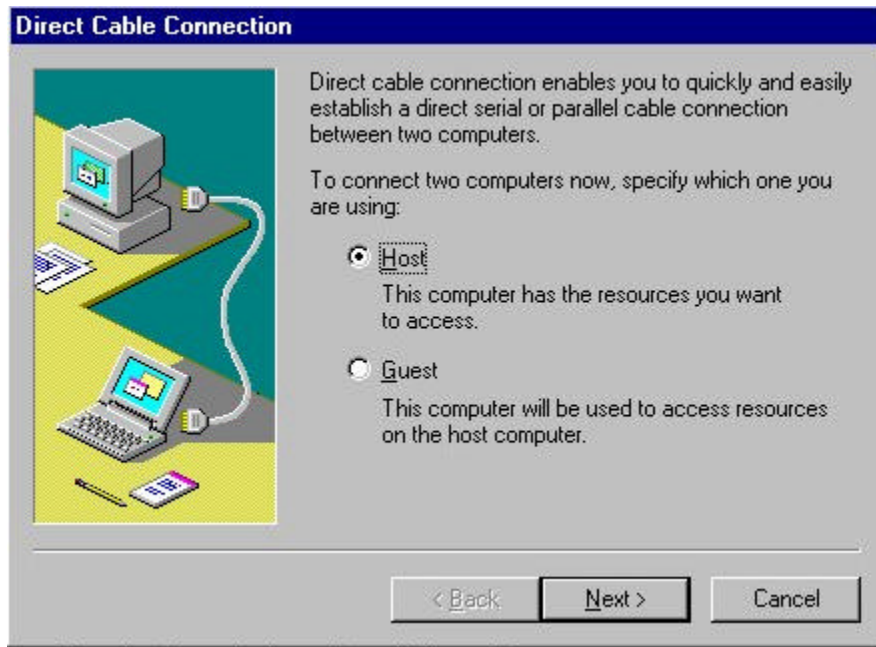 Direct Cable Connection
Direct cable connection enables you to quickly and easily
establish a direct serial or parallel cable connection
between two computers.
To connect two computers now, specify which one you
are using:
Host
This computer has the resources you want
to access.
Guest
This computer will be used to access resources
on the host computer.
< Back
Next >
Cancel